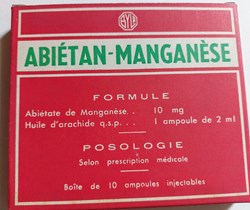 BYLA
ABIÉTAN-MANGANÈSE
FORMULE
Abiétate de Manganèse. . 10 mg
Huile d'arachide q.s.p. . 1 ampoule de 2 ml
POSOLOGIE
Selon prescription médicale
Boîte de 10 ampoules injectables